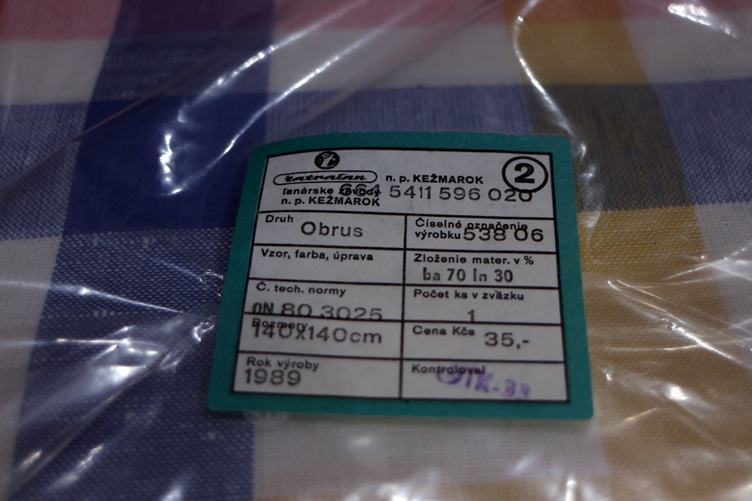 2
tatraľan n. p. KEŽMAROK
ľanárske závody 664 5411 596 020
n. p. KEŽMAROK
Druh Obrus
Číselné označenie
výrobku 538 06
Vzor, farba, úprava
Zloženie mater. v %
ba 70 ln 30
Č. tech. normy
ON 80 3025
Počet ks v zväzku
1
Rozmery
140x140cm
Cena Kčs 35,-
Rok výroby
1989
Kontroloval